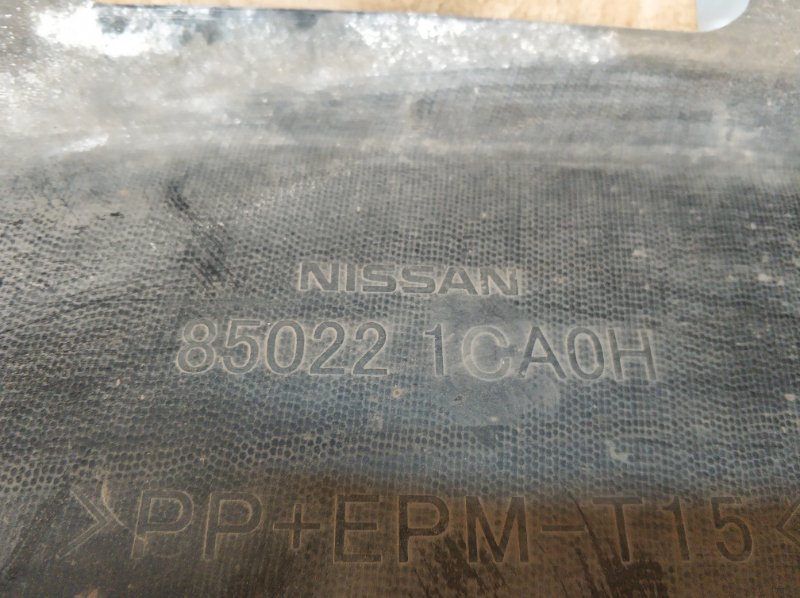 NISSAN
85022 1CA0H
>PP+EPM-T15<